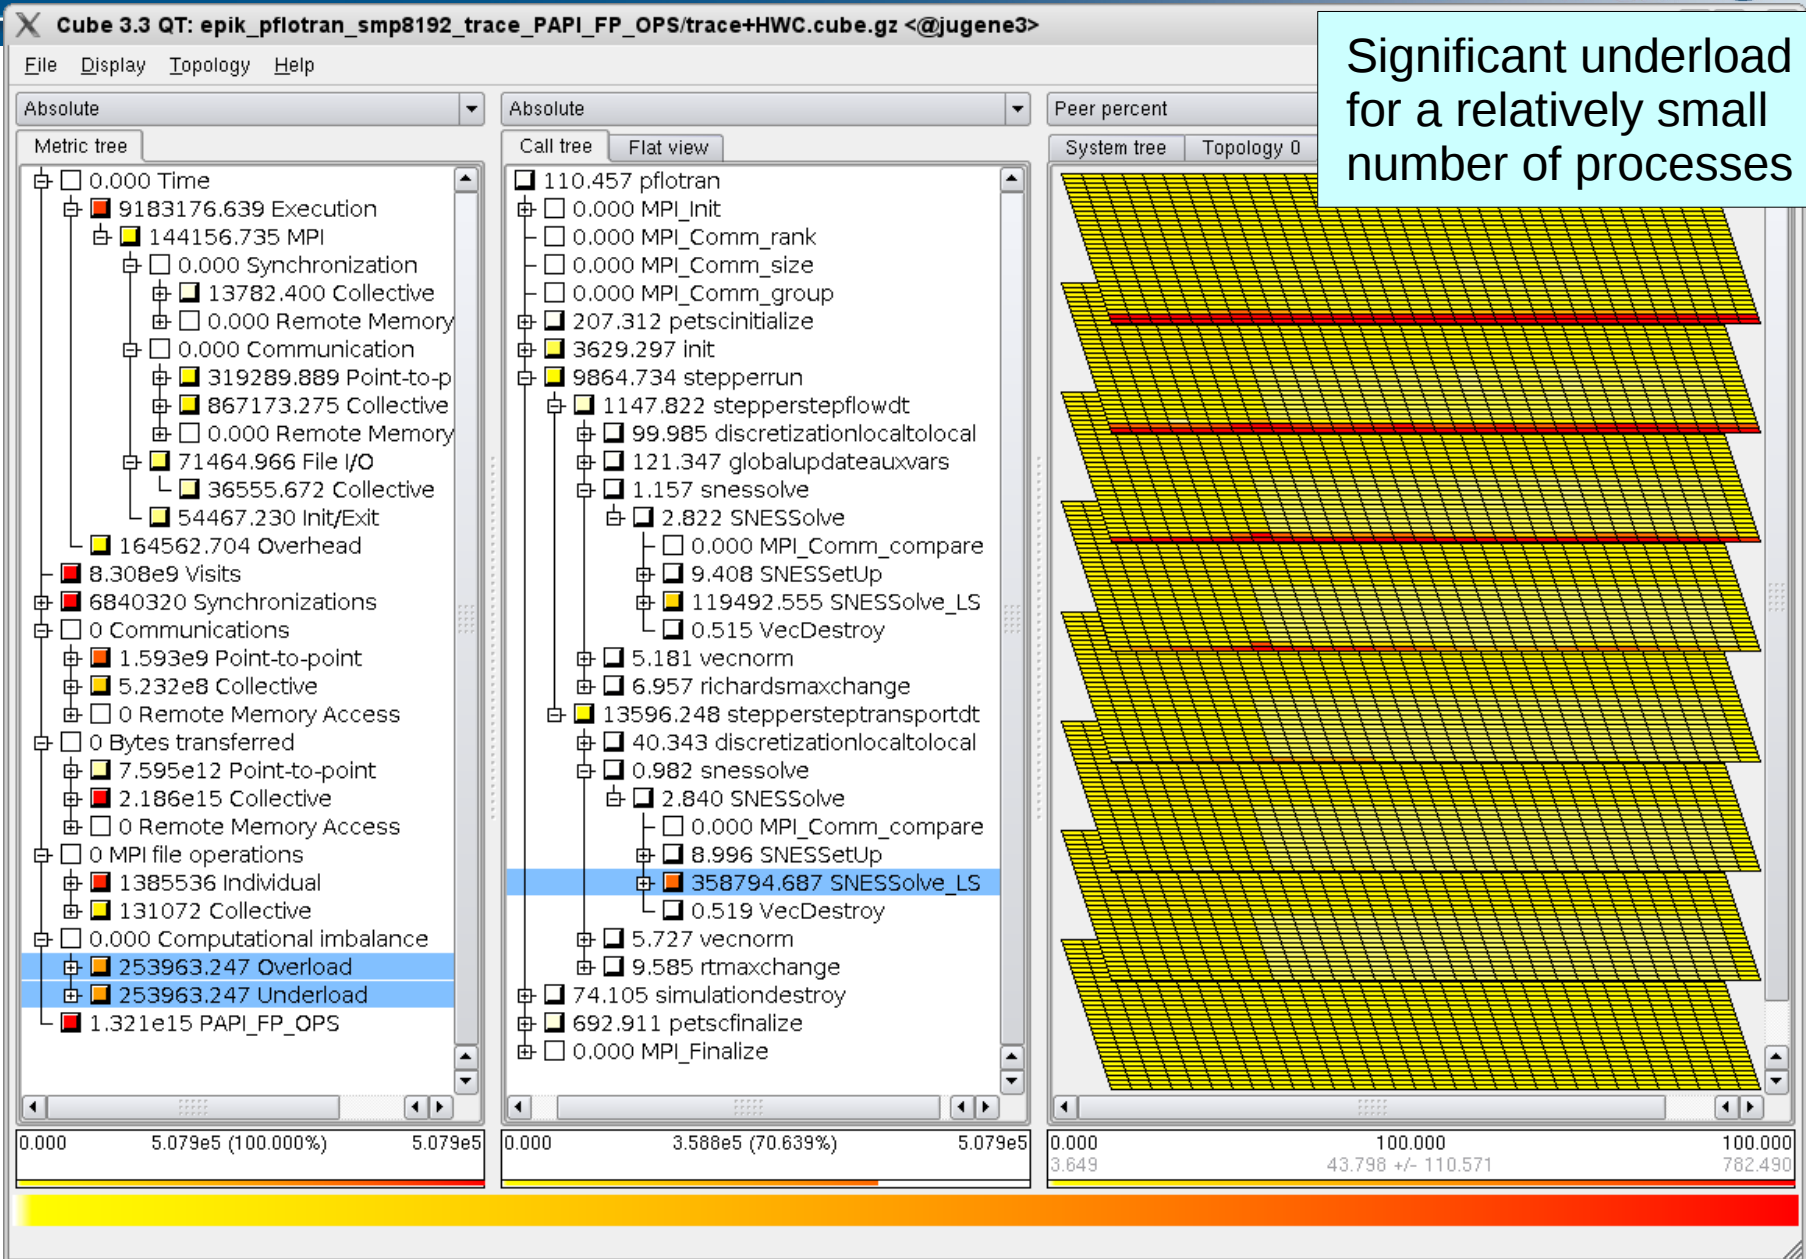 Cube 3.3 QT: epik_pflotran_smp8192_trace_PAPI_FP_OPS/trace+HWC.cube.gz <@jugene3>
File Display Topology Help
Significant underload
for a relatively small
number of processes
Absolute
Metric tree
0.000 Time
9183176.639 Execution
144156.735 MPI
0.000 Synchronization
13782.400 Collective
0.000 Remote Memory
0.000 Communication
319289.889 Point-to-p
867173.275 Collective
0.000 Remote Memory
71464.966 File I/O
36555.672 Collective
54467.230 Init/Exit
164562.704 Overhead
8.308e9 Visits
6840320 Synchronizations
0 Communications
1.593e9 Point-to-point
5.232e8 Collective
0 Remote Memory Access
0 Bytes transferred
7.595e12 Point-to-point
2.186e15 Collective
0 Remote Memory Access
0 MPI file operations
1385536 Individual
131072 Collective
0.000 Computational imbalance
253963.247 Overload
253963.247 Underload
1.321e15 PAPI_FP_OPS
0.000 5.079e5 (100.000%) 5.079e5
Absolute
Call tree Flat view
110.457 pflotran
0.000 MPI_Init
0.000 MPI_Comm_rank
0.000 MPI_Comm_size
0.000 MPI_Comm_group
207.312 petscinitialize
3629.297 init
9864.734 stepperrun
1147.822 stepperstepflowdt
99.985 discretizationlocaltolocal
121.347 globalupdateauxvars
1.157 snessolve
2.822 SNESSolve
0.000 MPI_Comm_compare
9.408 SNESSetUp
119492.555 SNESSolve_LS
0.515 VecDestroy
5.181 vecnorm
6.957 richardsmaxchange
13596.248 steppersteptransportdt
40.343 discretizationlocaltolocal
0.982 snessolve
2.840 SNESSolve
0.000 MPI_Comm_compare
8.996 SNESSetUp
358794.687 SNESSolve_LS
0.519 VecDestroy
5.727 vecnorm
9.585 rtmaxchange
74.105 simulationdestroy
692.911 petscfinalize
0.000 MPI_Finalize
0.000 3.588e5 (70.639%) 5.079e5
Peer percent
System tree Topology 0
0.000 100.000 100.000
3.649 43.798 +/- 110.571 782.490